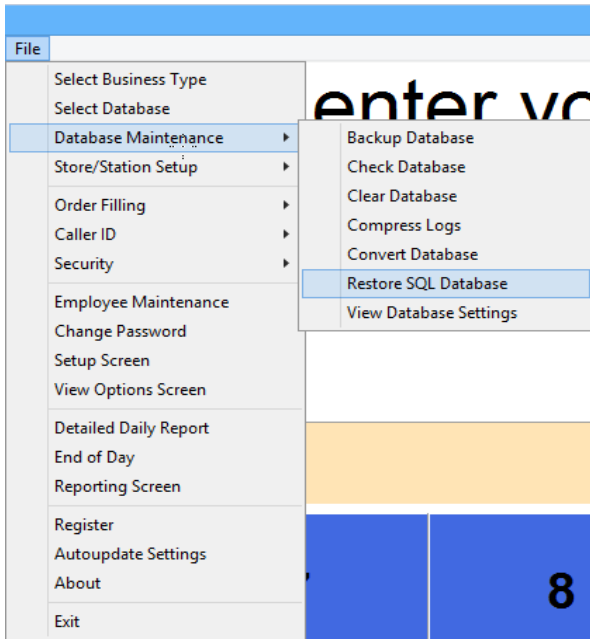 File
enter
Select Business Type
Select Database
Database Maintenance
Store/Station Setup
Order Filling
Caller ID
Security
Employee Maintenance
Change Password
Setup Screen
View Options Screen
Detailed Daily Report
End of Day
Reporting Screen
Register
Autoupdate Settings
About
Exit
Backup Database
Check Database
Clear Database
Compress Logs
Convert Database
Restore SQL Database
View Database Settings
8